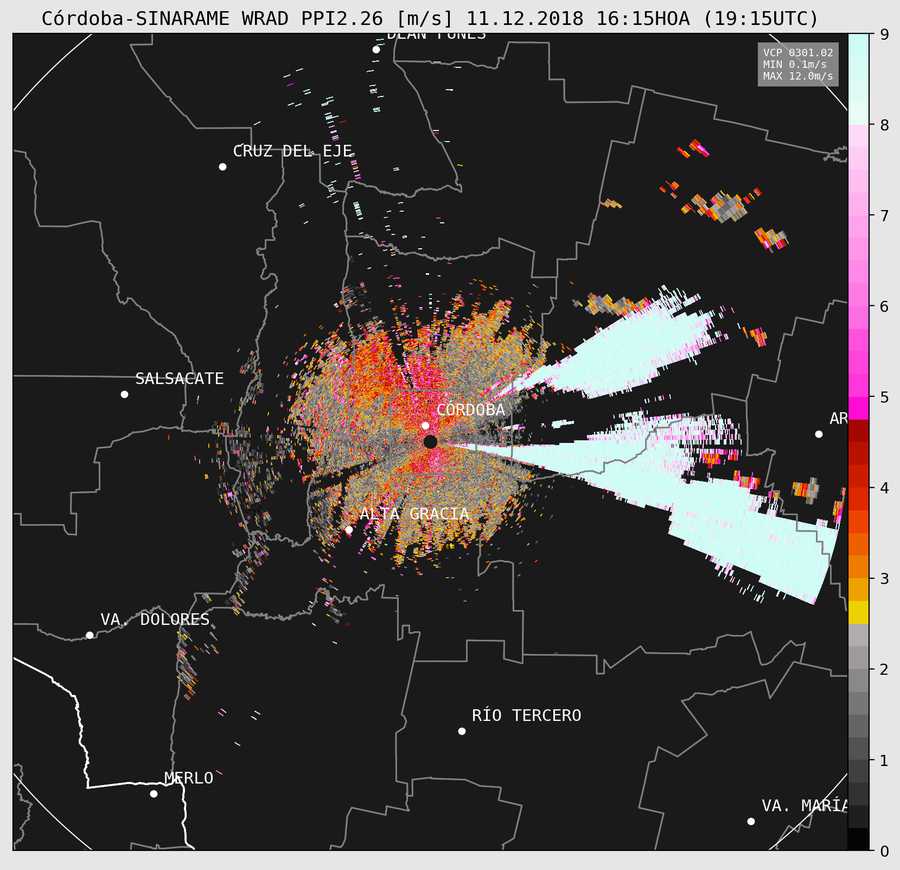 Córdoba-SINARAME WRAD PPI2.26 [m/s] 11.12.2018 16:15HOA (19:15UTC)
DEAN FUNES
VCP 0301.02
MIN 0.1m/s
MAX 12.0m/s
CRUZ DEL EJE
SALSACATE
CÓRDOBA
AR
ALTA GRACIA
VA. DOLORES
RÍO TERCERO
MERLO
VA. MARÍA
9
8
7
6
5
4
3
2
1
0